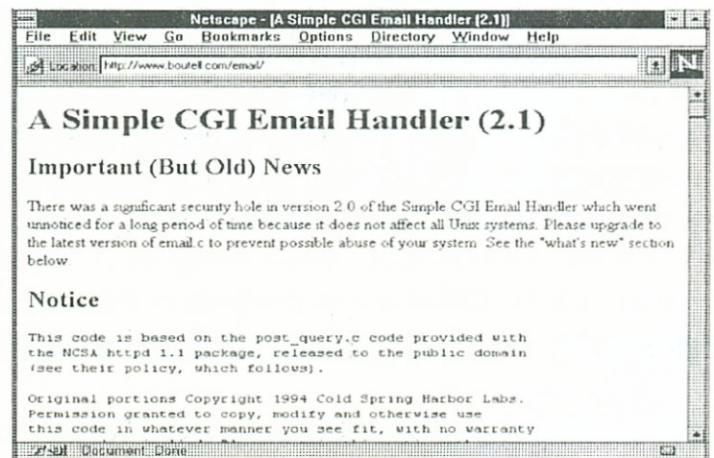 Netscape - [A Simple CGI Email Handler (2.1)]
File Edit View Go Bookmarks Options Directory Window Help
Location: http://www.boutell.com/email/
N
A Simple CGI Email Handler (2.1)
Important (But Old) News
There was a significant security hole in version 2.0 of the Simple CGI Email Handler which went
unnoticed for a long period of time because it does not affect all Unix systems. Please upgrade to
the latest version of email.c to prevent possible abuse of your system. See the "what's new" section
below
Notice
This code is based on the post_query.c code provided with
the NCSA httpd 1.1 package, released to the public domain
(see their policy, which follows).
Original portions Copyright 1994 Cold Spring Harbor Labs.
Permission granted to copy, modify and otherwise use
this code in whatever manner you see fit, with no warranty
Document: Done